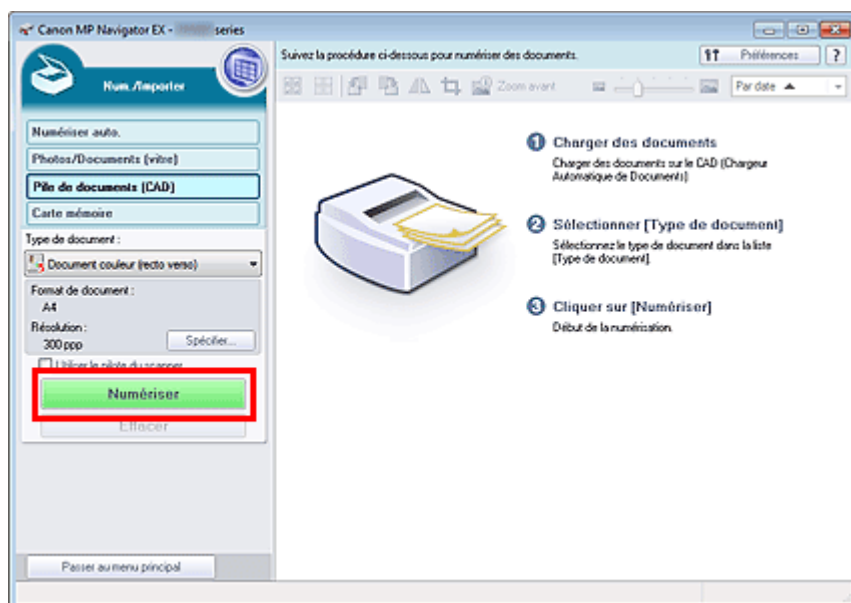 Canon MP Navigator EX - series
Num./Importer
Numériser auto.
Photos/Documents (vitre)
Pile de documents (CAD)
Carte mémoire
Type de document :
Document couleur (recto verso)
Format de document :
A4
Résolution :
300 ppp
Spécifier...
Utiliser le pilote du scanner
Numériser
Effacer
Passer au menu principal
Suivez la procédure ci-dessous pour numériser des documents.
Préférences
?
Zoom avant
Par date
1 Charger des documents
Charger des documents sur le CAD (Chargeur
Automatique de Documents)
2 Sélectionner [Type de document]
Sélectionnez le type de document dans la liste
[Type de document].
3 Cliquer sur [Numériser]
Début de la numérisation.